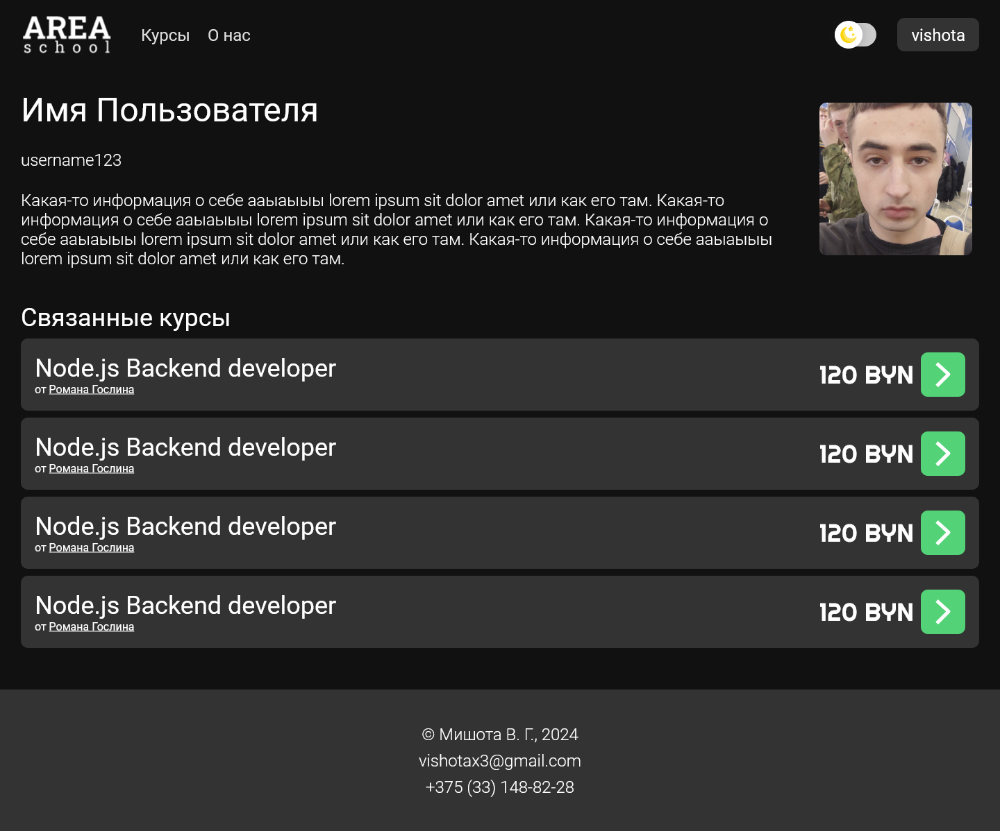 AREA
school
Курсы
О нас
vishota
Имя Пользователя
username123
Какая-то информация о себе ааыаыыы lorem ipsum sit dolor amet или как его там. Какая-то
информация о себе ааыаыыы lorem ipsum sit dolor amet или как его там. Какая-то информация о
себе ааыаыыы lorem ipsum sit dolor amet или как его там. Какая-то информация о себе ааыаыыы
lorem ipsum sit dolor amet или как его там.
Связанные курсы
Node.js Backend developer
от Романа Гослина
120 BYN
Node.js Backend developer
от Романа Гослина
120 BYN
Node.js Backend developer
от Романа Гослина
120 BYN
Node.js Backend developer
от Романа Гослина
120 BYN
© Мишота В. Г., 2024
vishotax3@gmail.com
+375 (33) 148-82-28